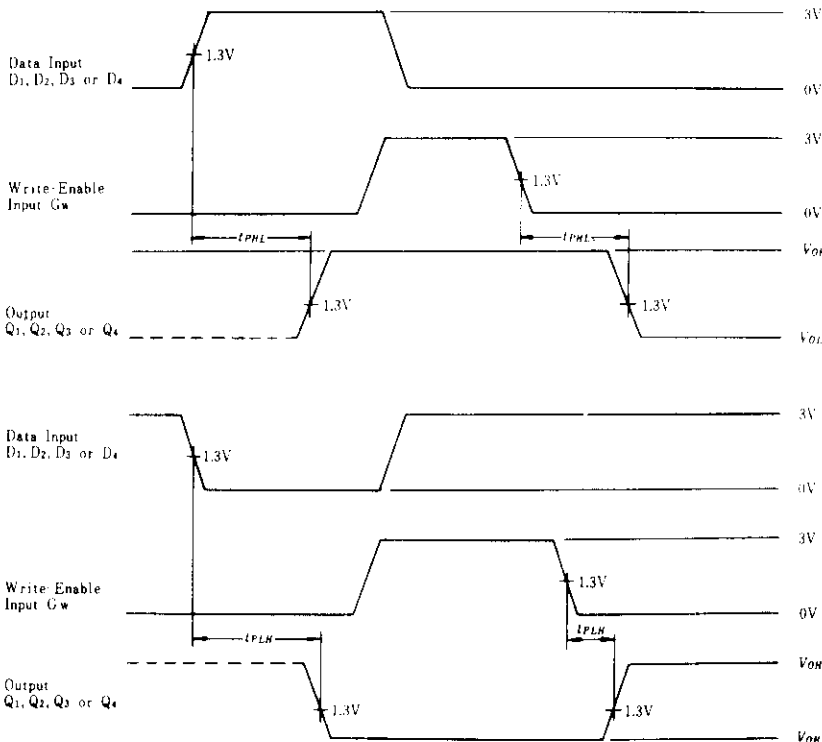 3V
1.3V
Data Input
D1, D2, D3 or D4
0V
3V
Write-Enable
Input Gw
1.3V
0V
tPHL
tPHL
1.3V
1.3V
Output
Q1, Q2, Q3 or Q4
3V
Data Input
D1, D2, D3 or D4
1.3V
0V
3V
Write-Enable
Input Gw
1.3V
0V
tPLH
tPLH
VOH
Output
Q1, Q2, Q3 or Q4
1.3V
1.3V
VOH